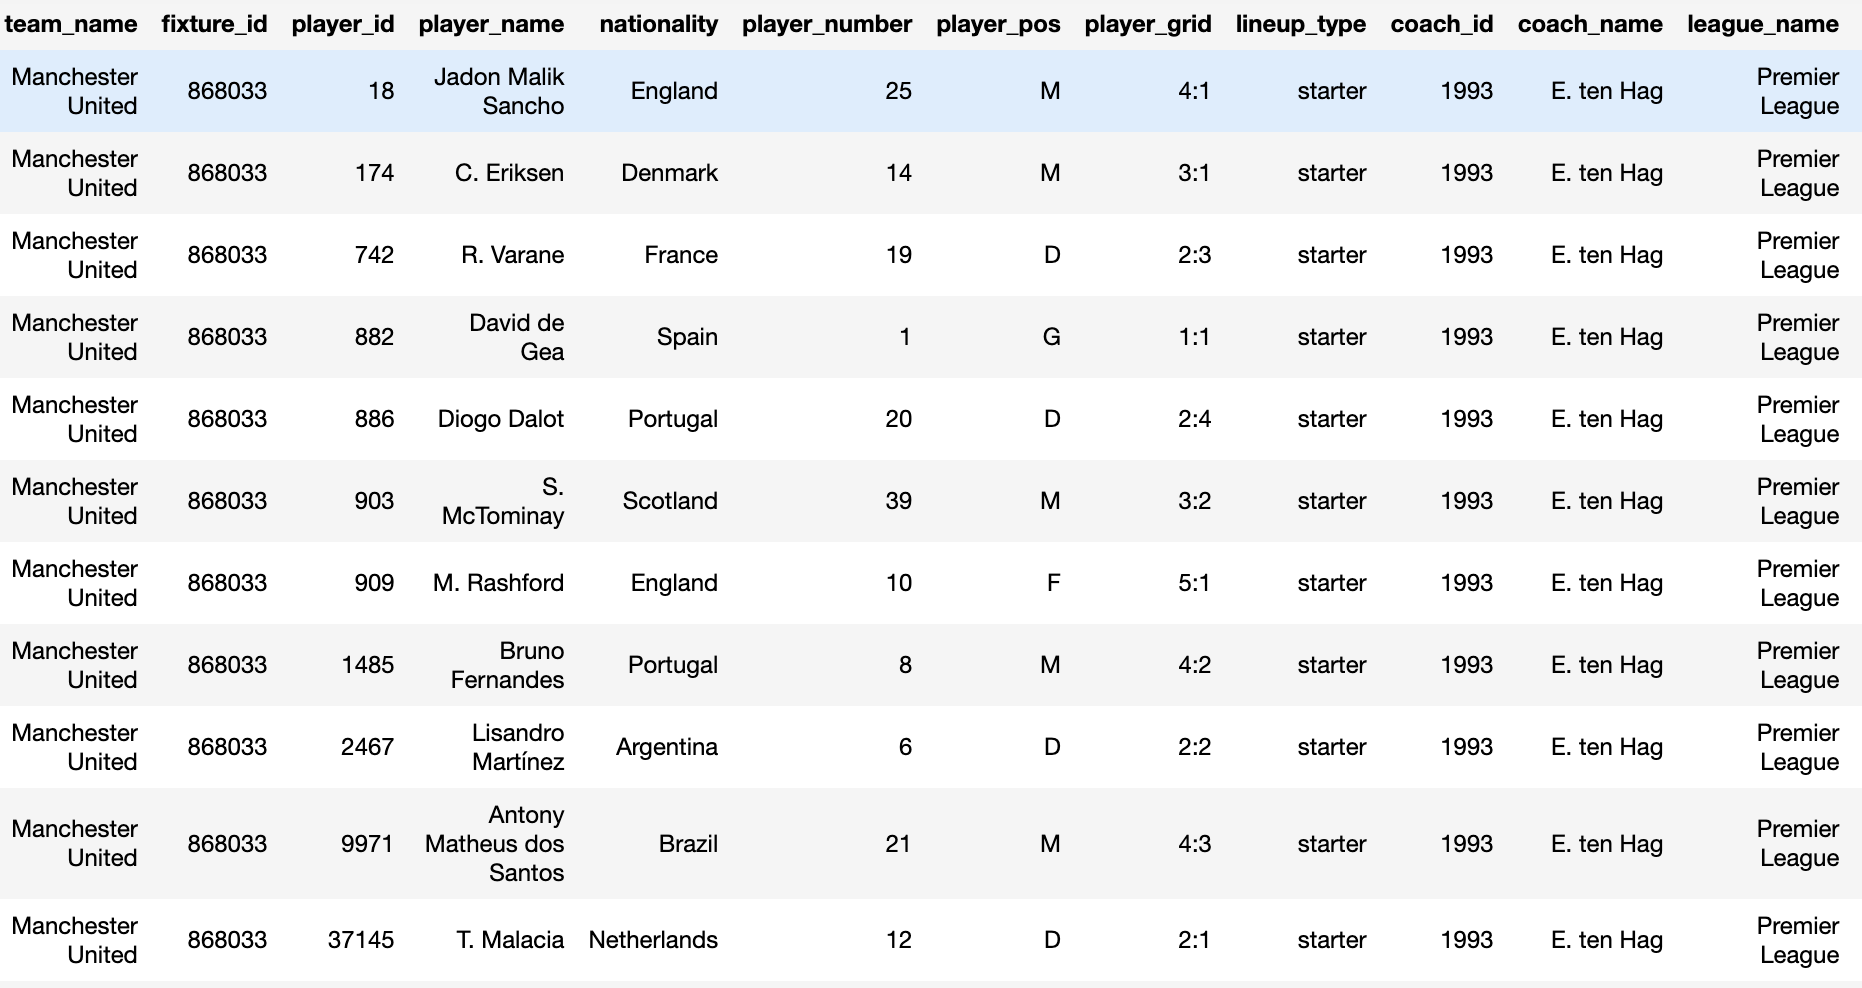 team_name fixture_id player_id player_name nationality player_number player_pos player_grid lineup_type coach_id coach_name league_name
Manchester United 868033 18 Jadon Malik Sancho England 25 M 4:1 starter 1993 E. ten Hag Premier League
Manchester United 868033 174 C. Eriksen Denmark 14 M 3:1 starter 1993 E. ten Hag Premier League
Manchester United 868033 742 R. Varane France 19 D 2:3 starter 1993 E. ten Hag Premier League
Manchester United 868033 882 David de Gea Spain 1 G 1:1 starter 1993 E. ten Hag Premier League
Manchester United 868033 886 Diogo Dalot Portugal 20 D 2:4 starter 1993 E. ten Hag Premier League
Manchester United 868033 903 S. McTominay Scotland 39 M 3:2 starter 1993 E. ten Hag Premier League
Manchester United 868033 909 M. Rashford England 10 F 5:1 starter 1993 E. ten Hag Premier League
Manchester United 868033 1485 Bruno Fernandes Portugal 8 M 4:2 starter 1993 E. ten Hag Premier League
Manchester United 868033 2467 Lisandro Martínez Argentina 6 D 2:2 starter 1993 E. ten Hag Premier League
Manchester United 868033 9971 Antony Matheus dos Santos Brazil 21 M 4:3 starter 1993 E. ten Hag Premier League
Manchester United 868033 37145 T. Malacia Netherlands 12 D 2:1 starter 1993 E. ten Hag Premier League